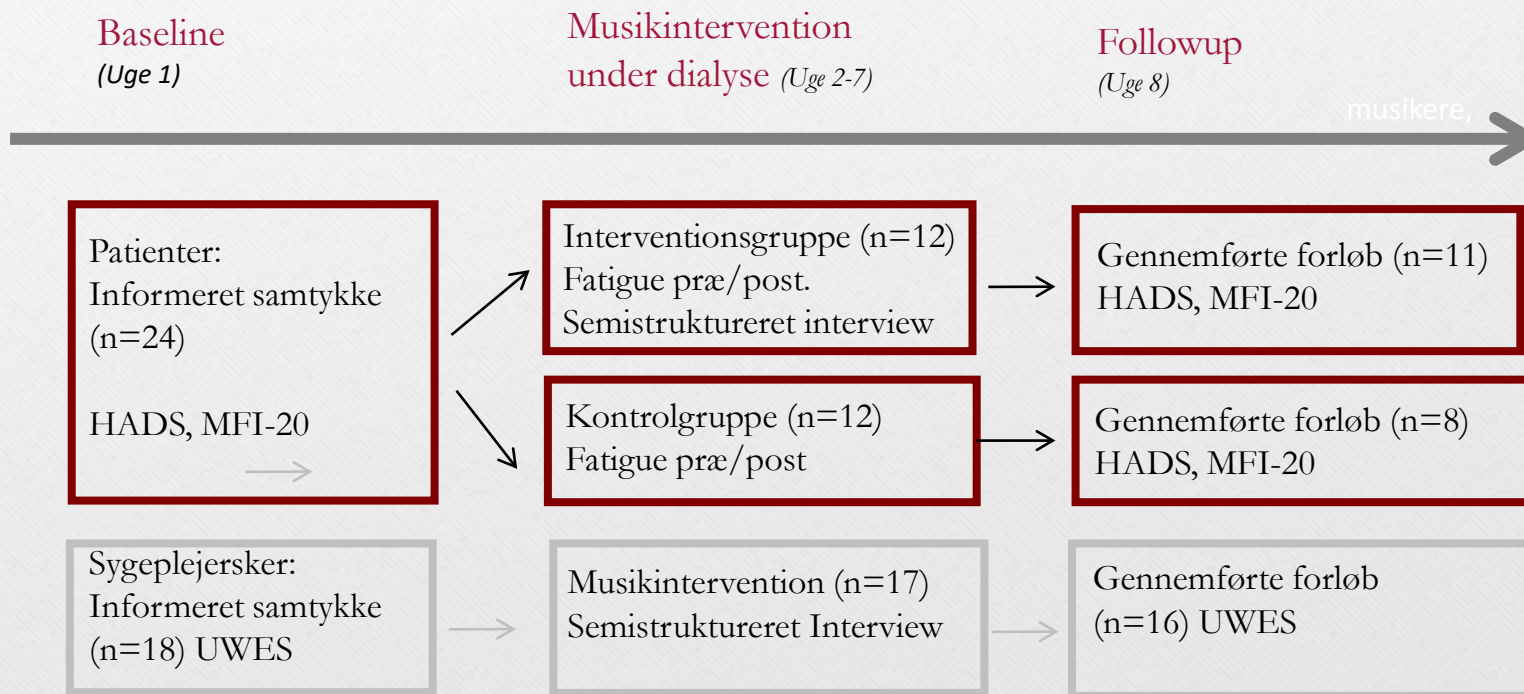 Baseline
(Uge 1)
Musikintervention
under dialyse (Uge 2-7)
Followup
(Uge 8)
musikere,
Patienter:
Informeret samtykke
(n=24)
HADS, MFI-20
Interventionsgruppe (n=12)
Fatigue præ/post.
Semistruktureret interview
Gennemførte forløb (n=11)
HADS, MFI-20
Kontrolgruppe (n=12)
Fatigue præ/post
Gennemførte forløb (n=8)
HADS, MFI-20
Sygeplejersker:
Informeret samtykke
(n=18) UWES
Musikintervention (n=17)
Semistruktureret Interview
Gennemførte forløb
(n=16) UWES